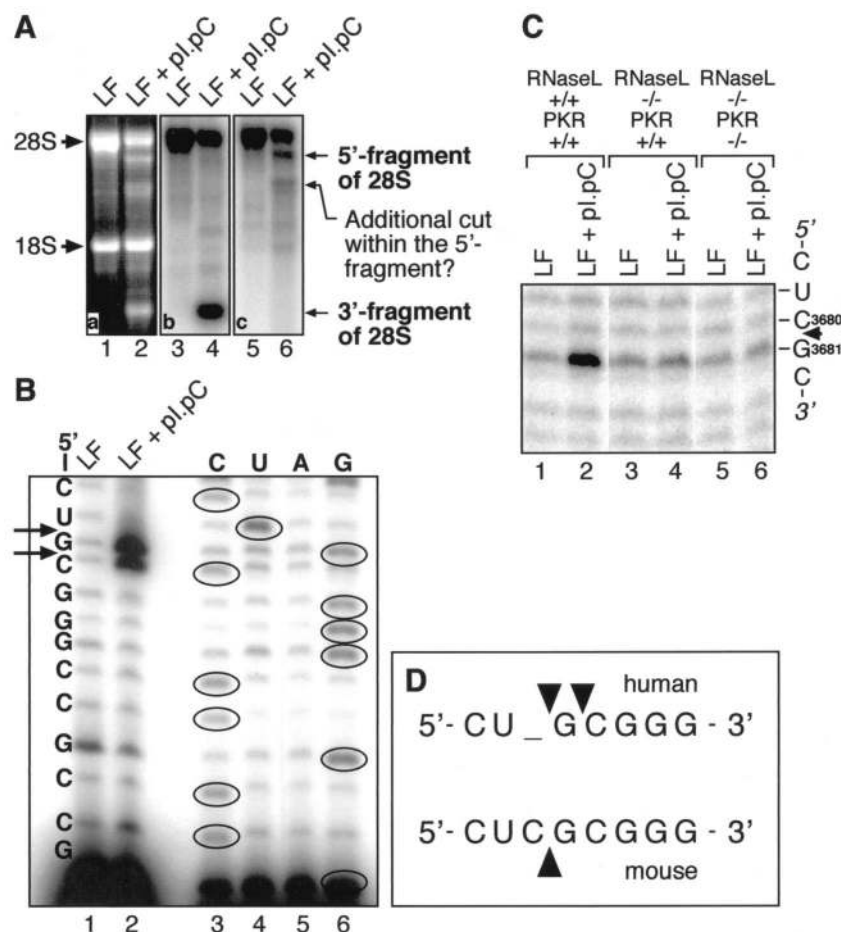 A
LF
LF + pI.pC
LF
LF + pI.pC
LF
LF + pI.pC
28S
18S
5’-fragment
of 28S
Additional cut
within the 5’-
fragment?
3’-fragment
of 28S
a
b
c
1 2 3 4 5 6
B
5’
I
LF
LF + pI.pC
C U A G
C
U
G
C
G
G
G
C
C
G
C
C
G
1 2 3 4 5 6
C
RNaseL RNaseL RNaseL
+/+ -/- -/-
PKR PKR PKR
+/+ +/+ -/-
LF
LF + pI.pC
LF
LF + pI.pC
LF
LF + pI.pC
5’
C
U
C3680
G3681
C
3’
1 2 3 4 5 6
D
human
5’- C U _ G C G G G - 3’
5’- C U C G C G G G - 3’
mouse